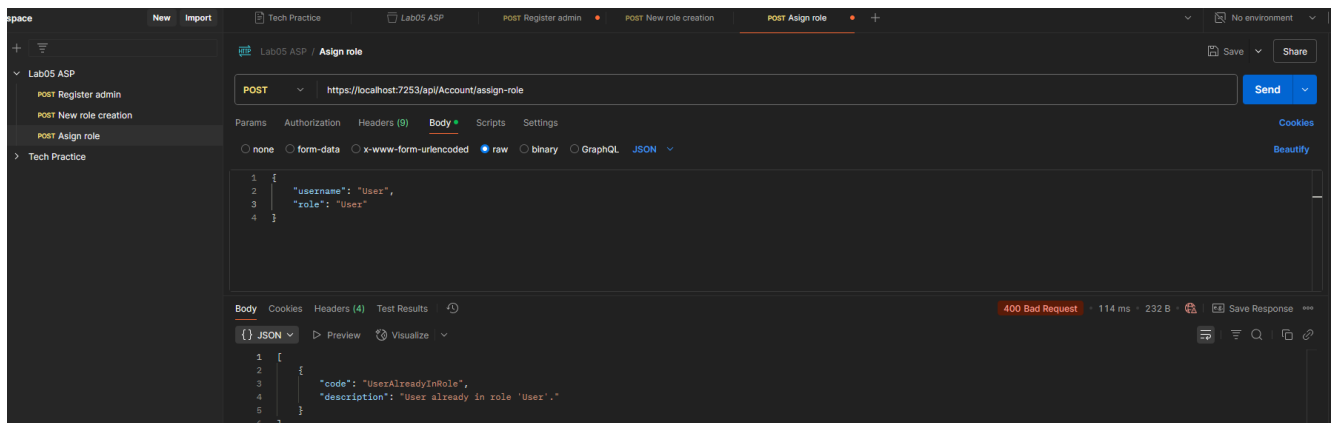 space New Import Tech Practice Lab05 ASP POST Register admin POST New role creation POST Asign role No environment
Lab05 ASP / Asign role Save Share
Lab05 ASP
POST Register admin
POST New role creation
POST Asign role
Tech Practice
POST https://localhost:7253/api/Account/assign-role Send
Params Authorization Headers (9) Body Scripts Settings Cookies
none form-data x-www-form-urlencoded raw binary GraphQL JSON Beautify
1 {
2 "username": "User",
3 "role": "User"
4 }
Body Cookies Headers (4) Test Results 400 Bad Request 114 ms 232 B Save Response
{} JSON Preview Visualize
1 [
2 {
3 "code": "UserAlreadyInRole",
4 "description": "User already in role 'User'."
5 }